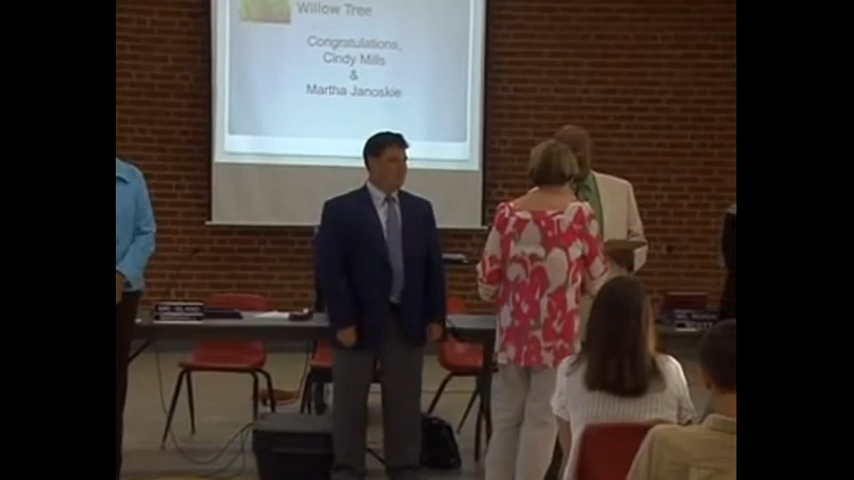 Willow Tree
Congratulations,
Cindy Mills
&
Martha Janoskie